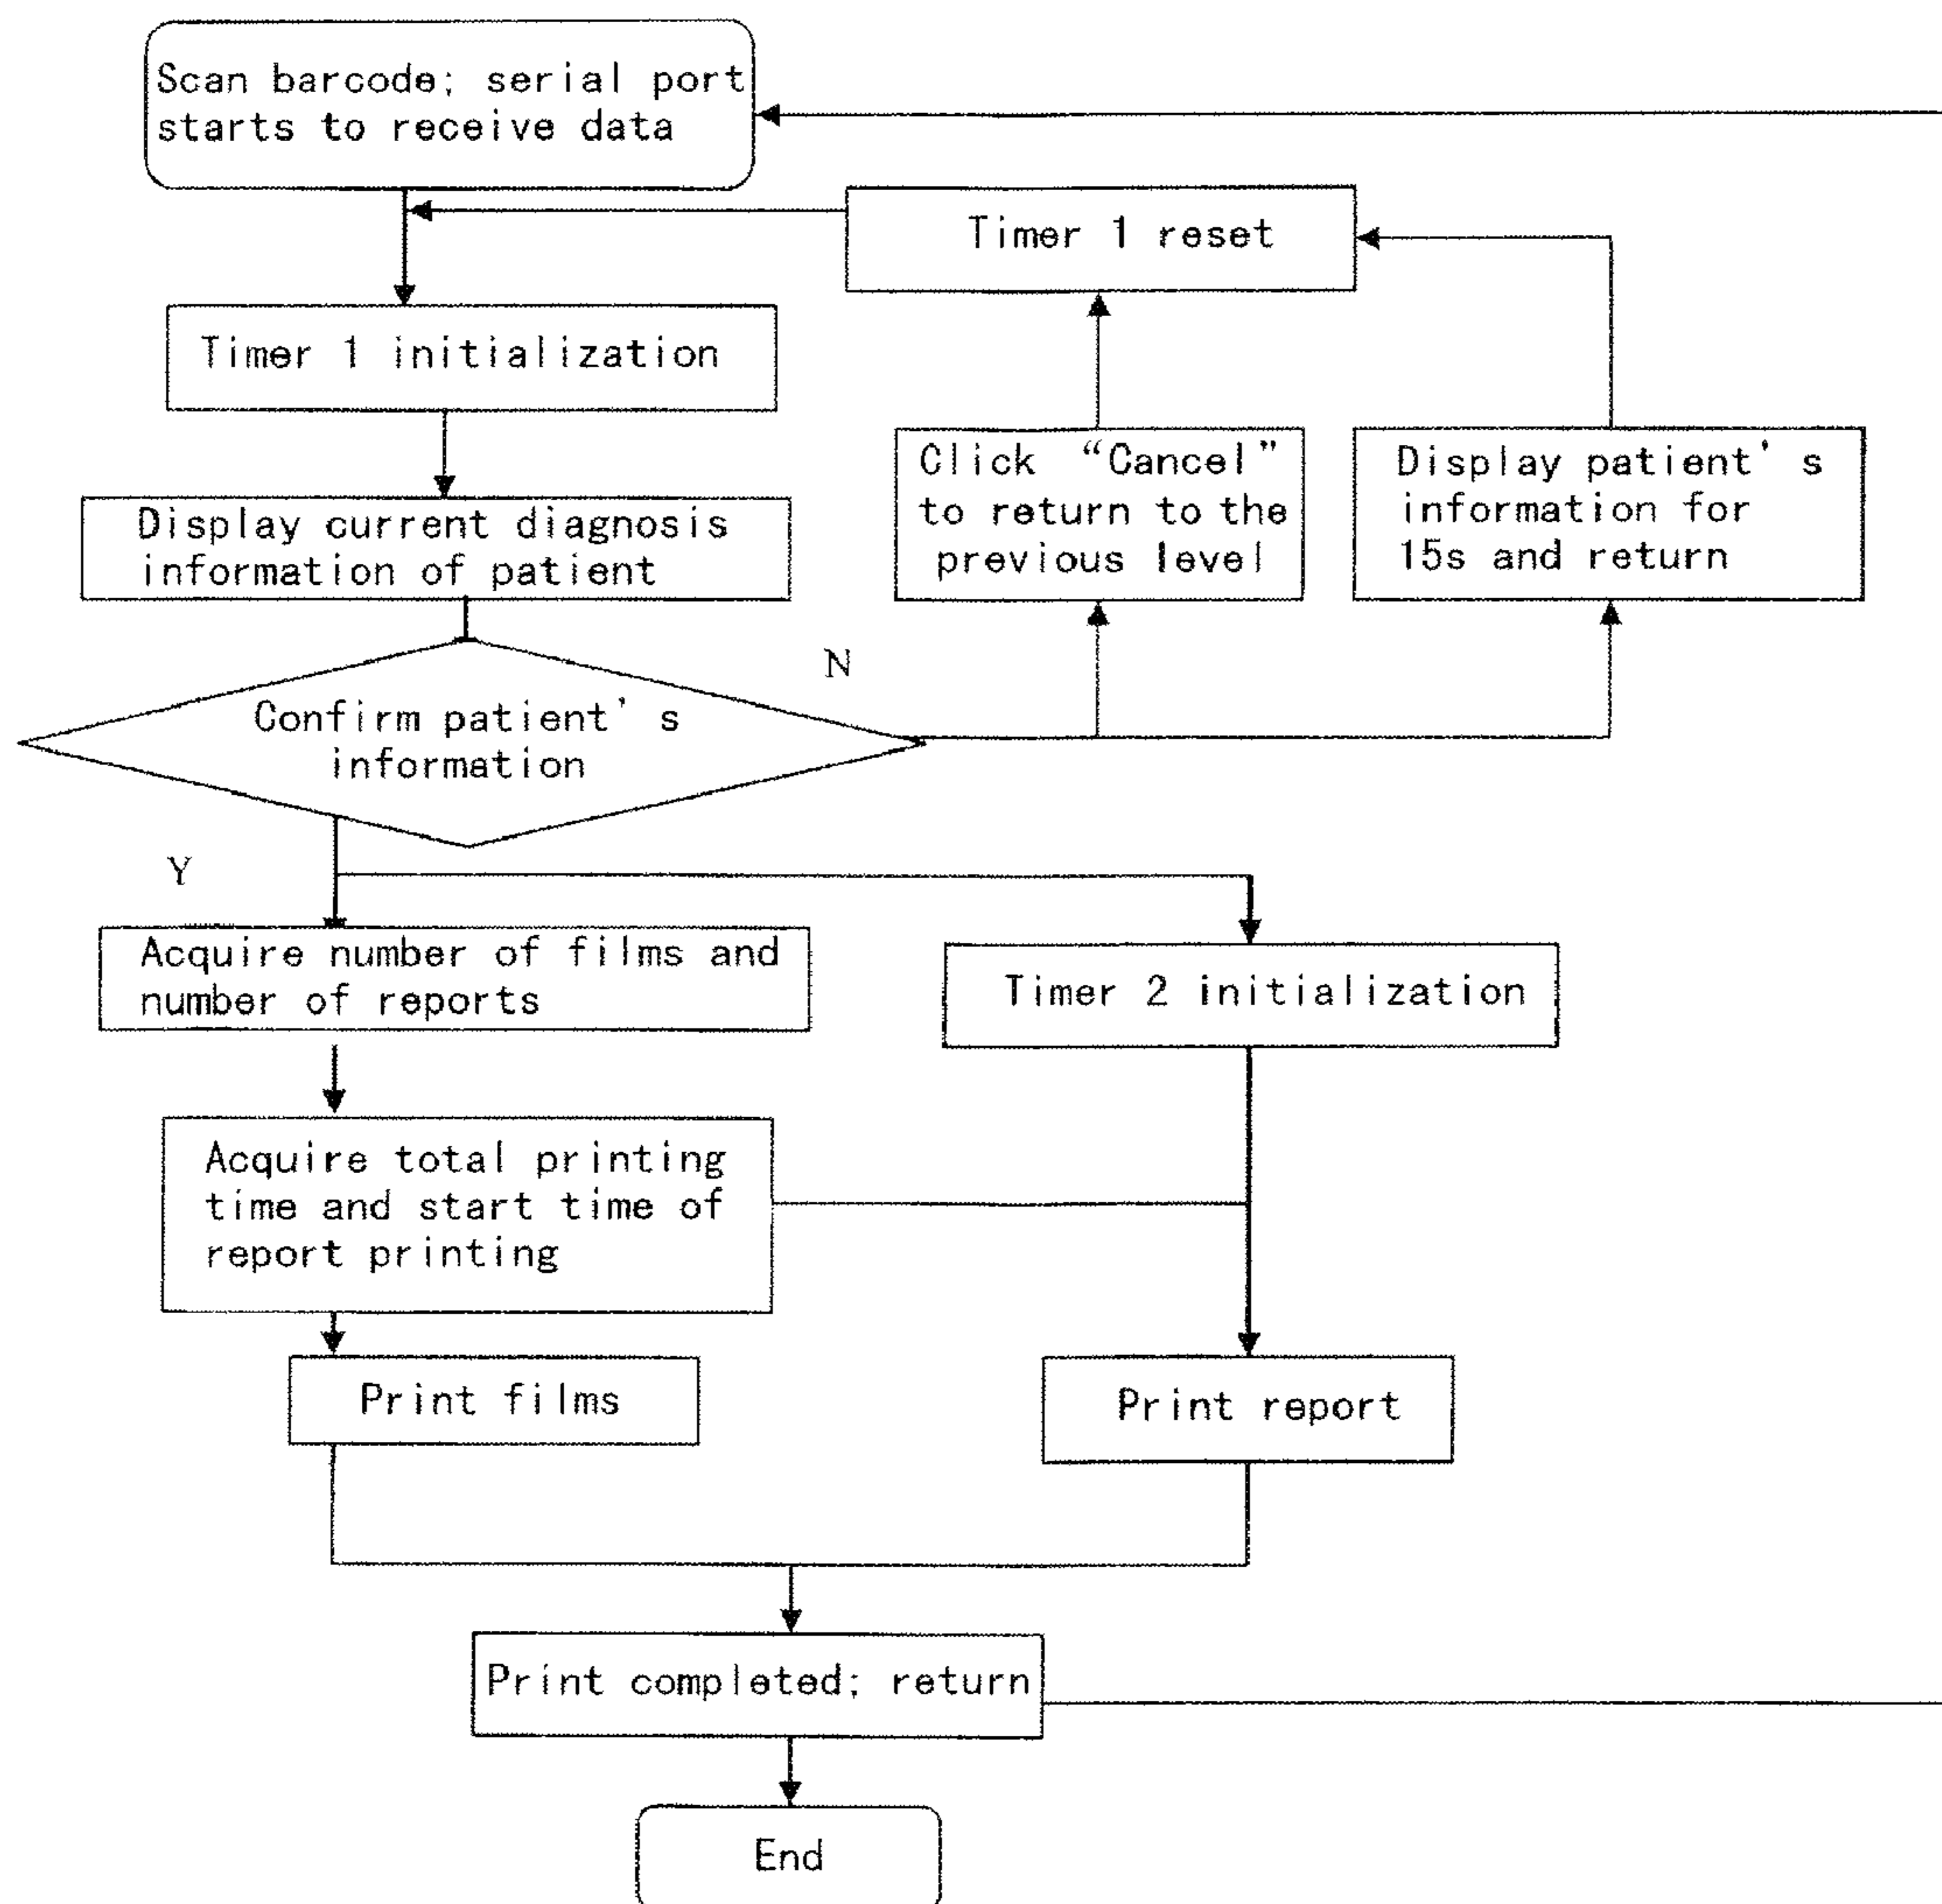 Scan barcode; serial port
starts to receive data
Timer 1 reset
Timer 1 initialization
Click “Cancel”
to return to the
previous level
Display patient’s
information for
15s and return
Display current diagnosis
information of patient
N
Confirm patient’s
information
Y
Acquire number of films and
number of reports
Timer 2 initialization
Acquire total printing
time and start time of
report printing
Print films
Print report
Print completed; return
End